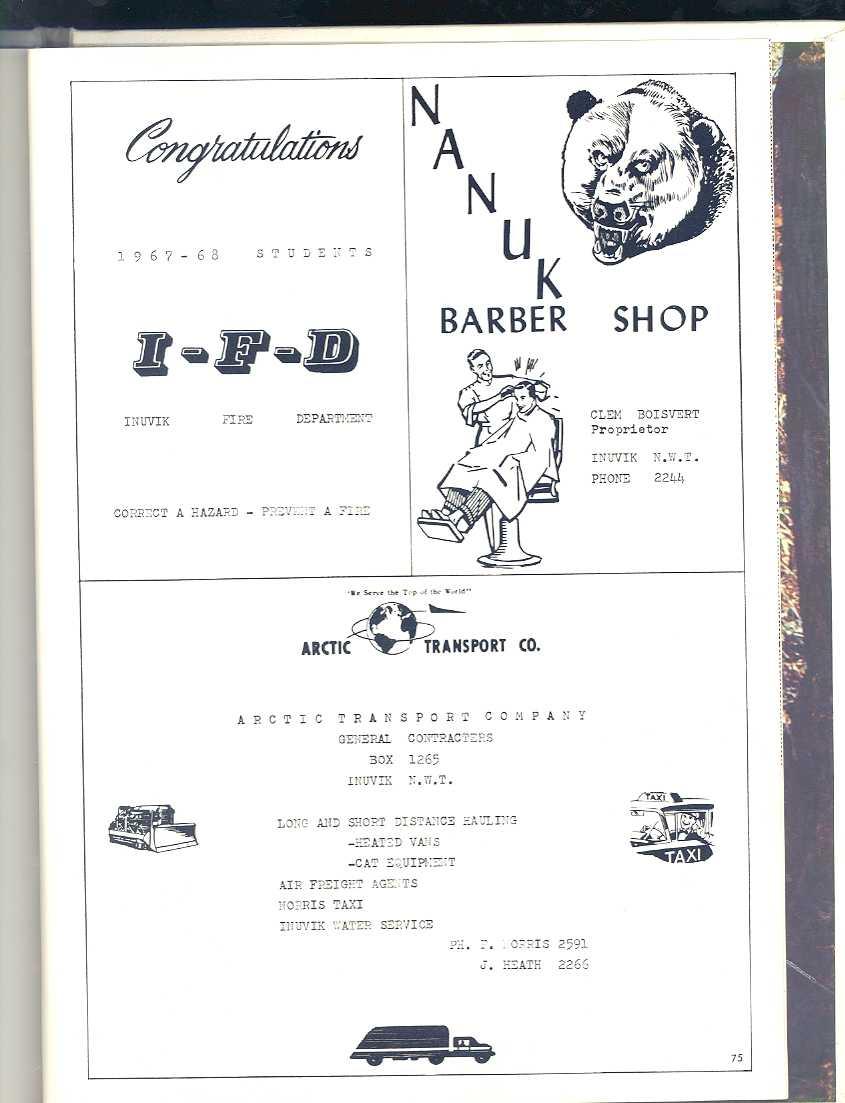 Congratulations
1967-68 STUDENTS
I-F-D
INUVIK FIRE DEPARTMENT
CORRECT A HAZARD - PREVENT A FIRE
NANUK
BARBER SHOP
CLEM BOISVERT
Proprietor
INUVIK N.W.T.
PHONE 2244
"We Serve the Top of the World"
ARCTIC TRANSPORT CO.
ARCTIC TRANSPORT COMPANY
GENERAL CONTRACTERS
BOX 1265
INUVIK N.W.T.
LONG AND SHORT DISTANCE HAULING
-HEATED VANS
-CAT EQUIPMENT
AIR FREIGHT AGENTS
NORRIS TAXI
INUVIK WATER SERVICE
PH. NORRIS 2591
J. HEATH 2266
TAXI
TAXI
75